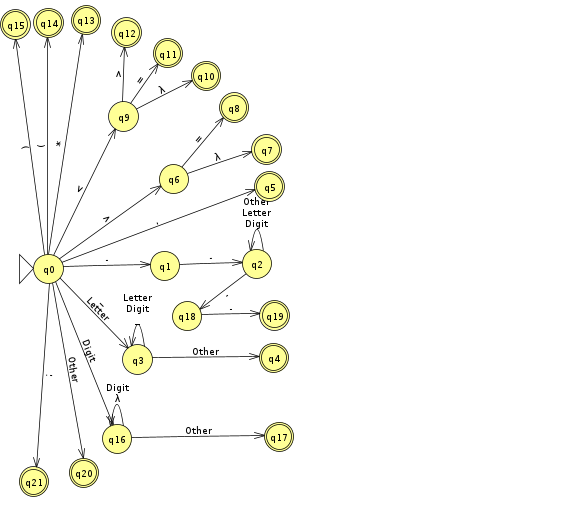 q15
q14
q13
q12
q11
q10
q9
q8
q7
q6
q5
(
)
*
<
>
=
λ
<
=
λ
>
Other
Letter
Digit
q0
q1
q2
q18
q19
Letter
Digit
Letter
q3
Other
q4
Digit
Other
Digit
λ
q16
Other
q17
q20
q21